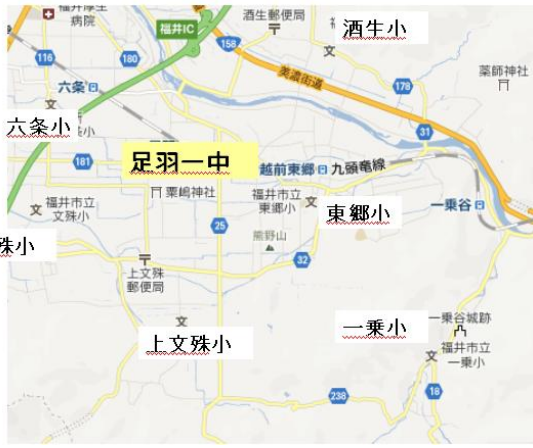 福井厚生
病院
酒生郵便局
福井IC
158
酒生小
116
180
美濃街道
薬師神社
六条
178
六条小
31
足羽一中
181
越前東郷
九頭竜線
栗嶋神社
福井市立
東郷小
福井市立
文殊小
25
東郷小
一乗谷
殊小
熊野山
上文殊
郵便局
32
一乗谷城跡
一乗小
上文殊小
福井市立
一乗小
238
18